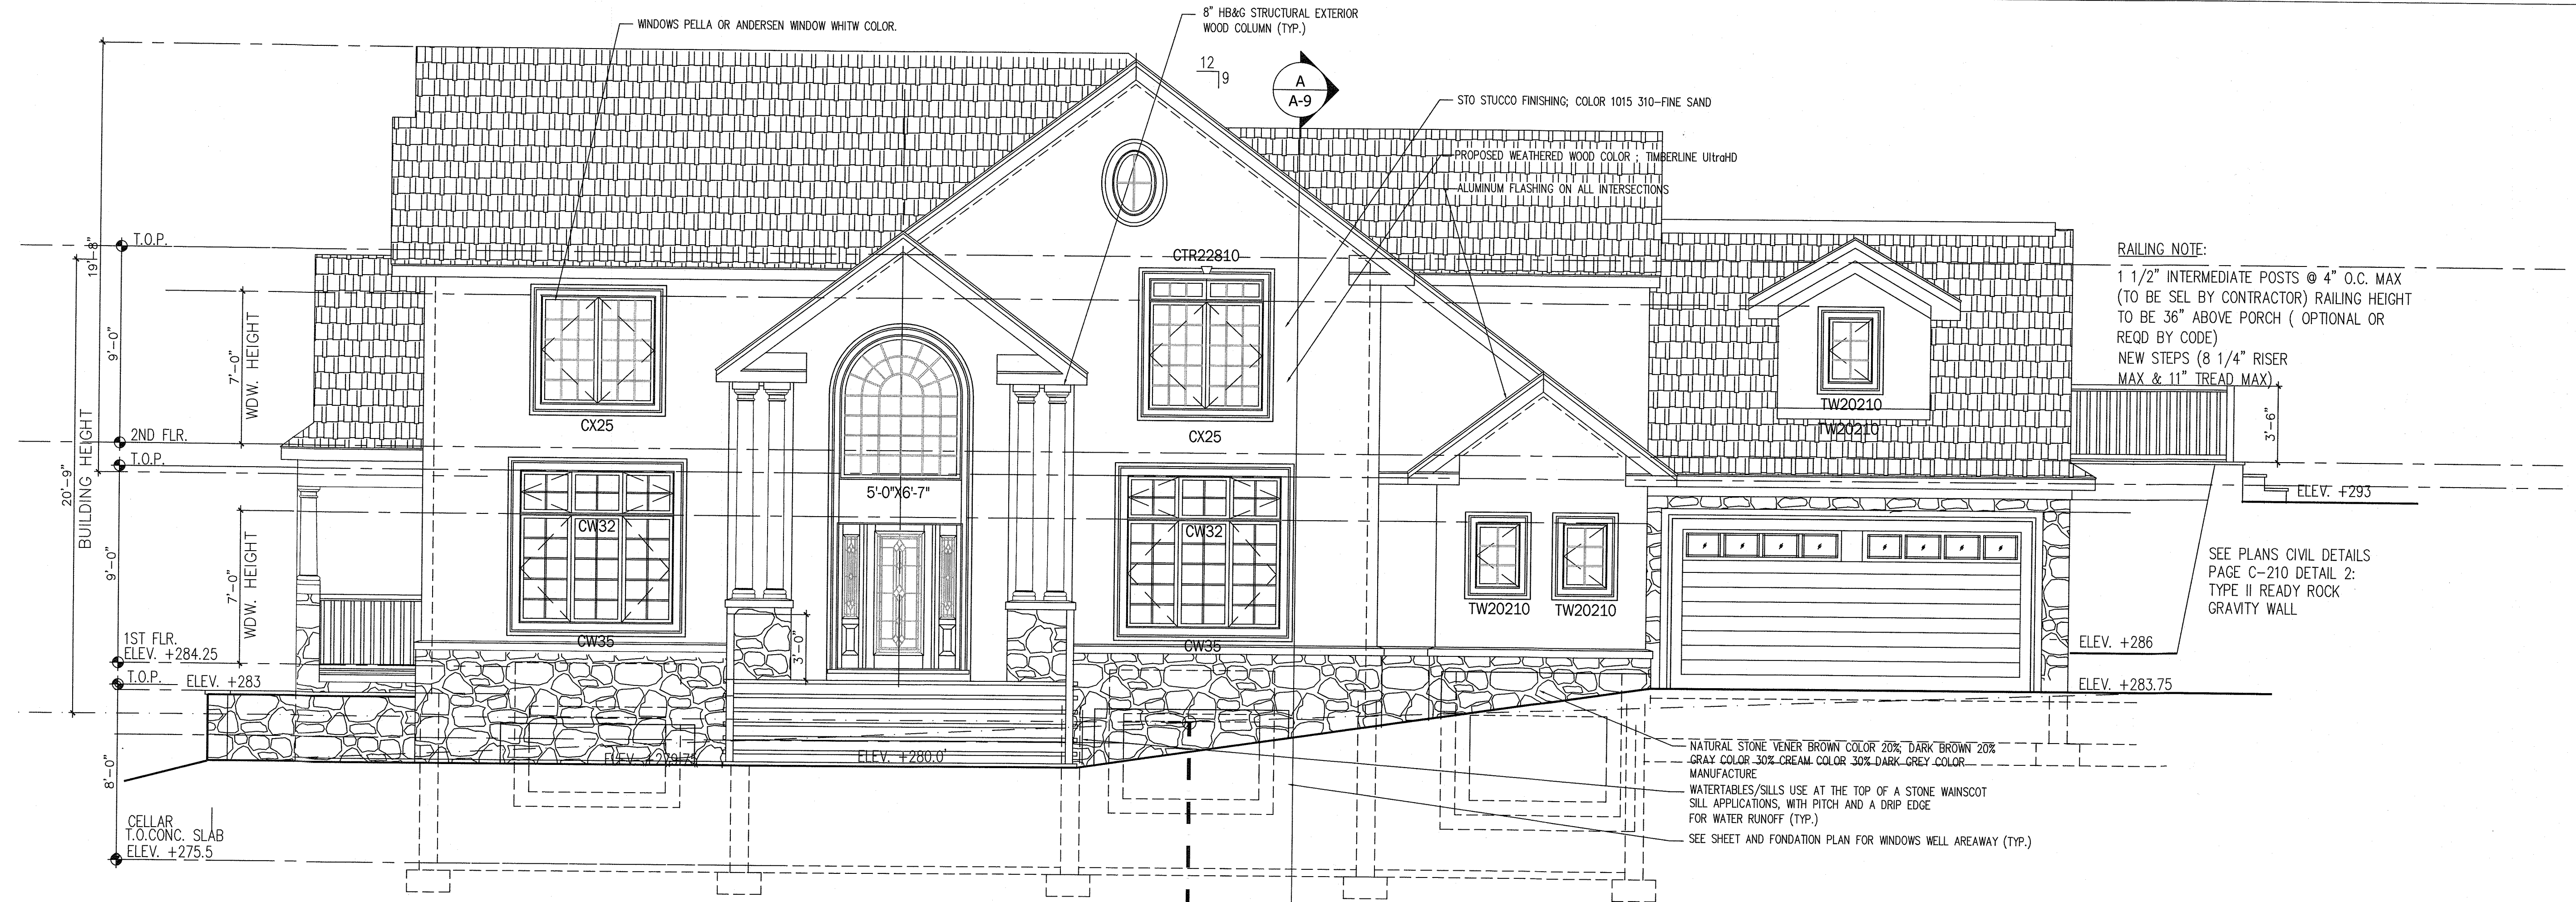 WINDOWS PELLA OR ANDERSEN WINDOW WHITW COLOR.
8" HB&G STRUCTURAL EXTERIOR
WOOD COLUMN (TYP.)
12
9
A
A-9
STO STUCCO FINISHING; COLOR 1015 310-FINE SAND
PROPOSED WEATHERED WOOD COLOR ; TIMBERLINE UltraHD
ALUMINUM FLASHING ON ALL INTERSECTIONS
T.O.P.
19'-8"
9'-0"
7'-0"
WDW. HEIGHT
BUILDING HEIGHT
20'-9"
2ND FLR.
T.O.P.
9'-0"
7'-0"
WDW. HEIGHT
1ST FLR.
ELEV. +284.25
T.O.P.
ELEV. +283
8'-0"
CELLAR
T.O.CONC. SLAB
ELEV. +275.5
CTR22810
CX25
CX25
5'-0"X6'-7"
CW32
CW32
CW35
CW35
3'-0"
TW20210
TW20210
TW20210
TW20210
ELEV. +280.0'
RAILING NOTE:
1 1/2" INTERMEDIATE POSTS @ 4" O.C. MAX
(TO BE SEL BY CONTRACTOR) RAILING HEIGHT
TO BE 36" ABOVE PORCH ( OPTIONAL OR
REQD BY CODE)
NEW STEPS (8 1/4" RISER
MAX & 11" TREAD MAX)
3'-6"
ELEV. +293
SEE PLANS CIVIL DETAILS
PAGE C-210 DETAIL 2:
TYPE II READY ROCK
GRAVITY WALL
ELEV. +286
ELEV. +283.75
NATURAL STONE VENER BROWN COLOR 20%; DARK BROWN 20%
GRAY COLOR 30% CREAM COLOR 30% DARK GREY COLOR
MANUFACTURE
WATERTABLES/SILLS USE AT THE TOP OF A STONE WAINSCOT
SILL APPLICATIONS, WITH PITCH AND A DRIP EDGE
FOR WATER RUNOFF (TYP.)
SEE SHEET AND FONDATION PLAN FOR WINDOWS WELL AREAWAY (TYP.)